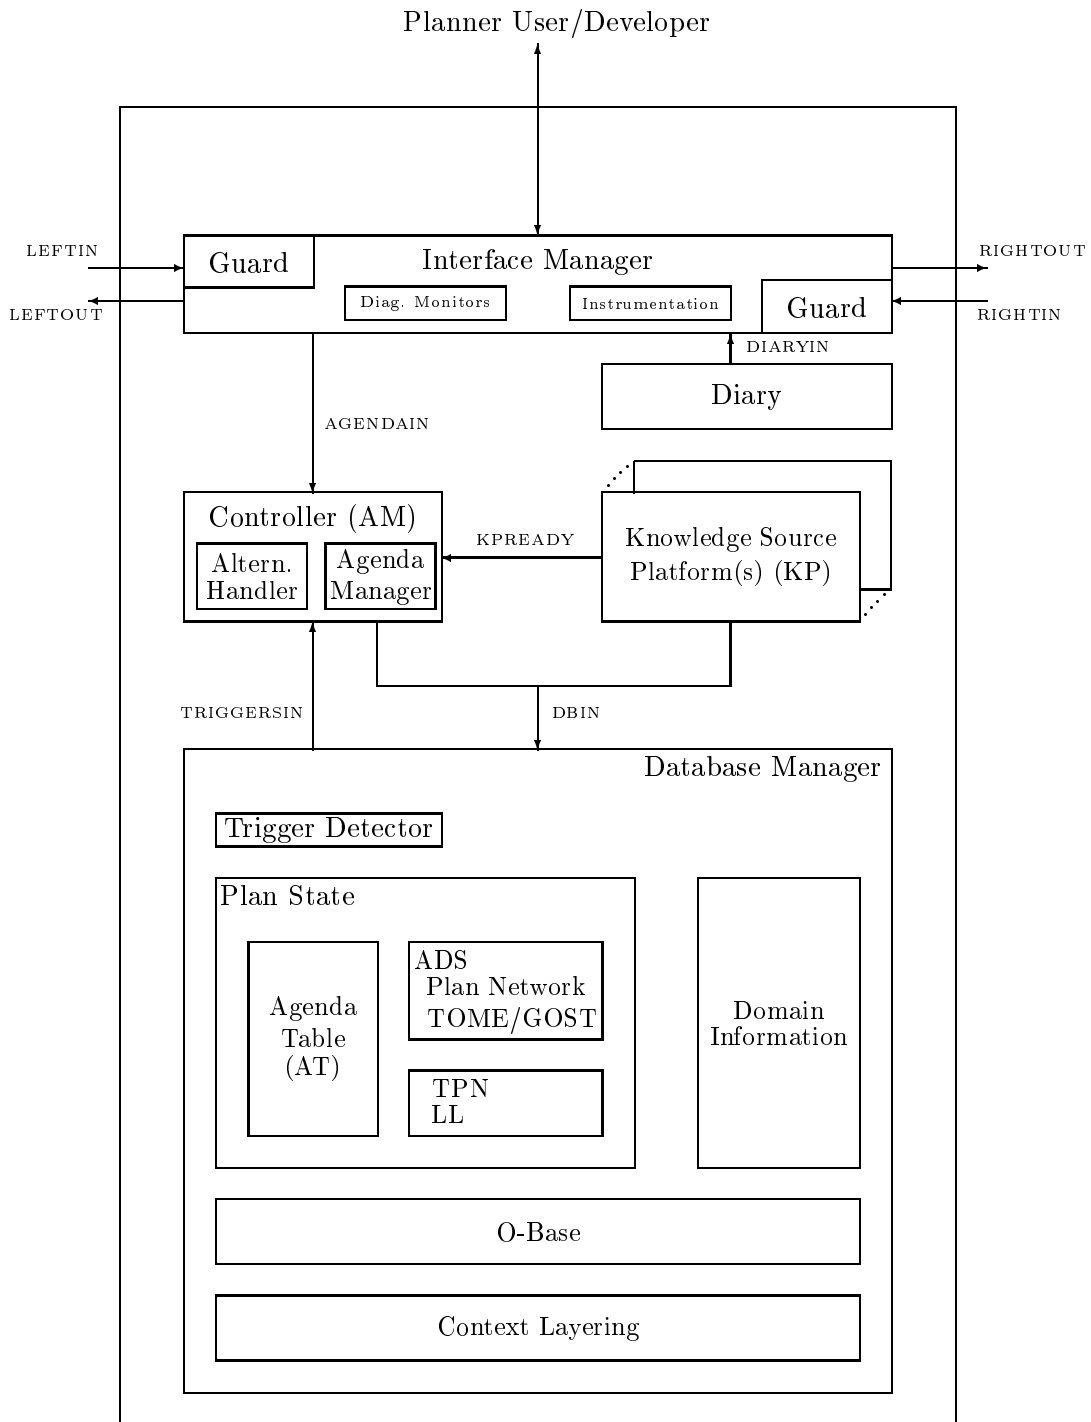 Planner User/Developer
LEFTIN
RIGHTOUT
Guard
Interface Manager
Diag. Monitors
Instrumentation
Guard
LEFTOUT
RIGHTIN
DIARYIN
Diary
AGENDAIN
Controller (AM)
Altern.
Handler
Agenda
Manager
KPREADY
Knowledge Source
Platform(s) (KP)
TRIGGERSIN
DBIN
Database Manager
Trigger Detector
Plan State
Agenda
Table
(AT)
ADS
Plan Network
TOME/GOST
TPN
LL
Domain
Information
O-Base
Context Layering